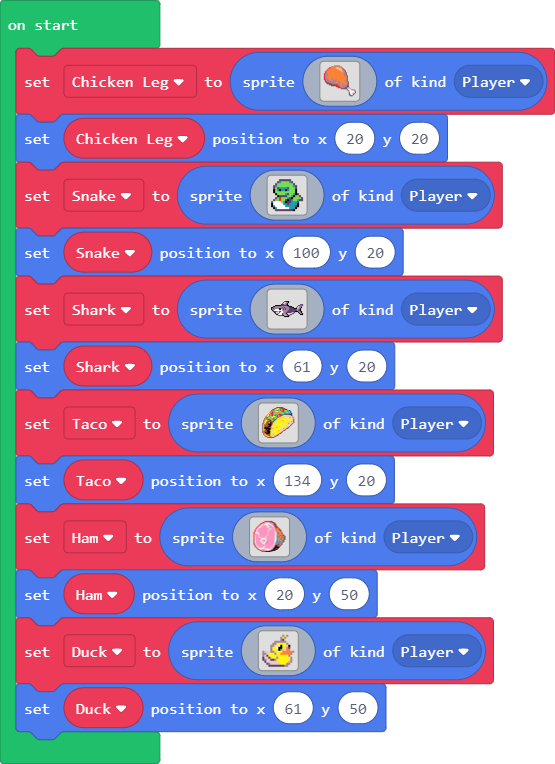 on start
set Chicken Leg to sprite of kind Player
set Chicken Leg position to x 20 y 20
set Snake to sprite of kind Player
set Snake position to x 100 y 20
set Shark to sprite of kind Player
set Shark position to x 61 y 20
set Taco to sprite of kind Player
set Taco position to x 134 y 20
set Ham to sprite of kind Player
set Ham position to x 20 y 50
set Duck to sprite of kind Player
set Duck position to x 61 y 50